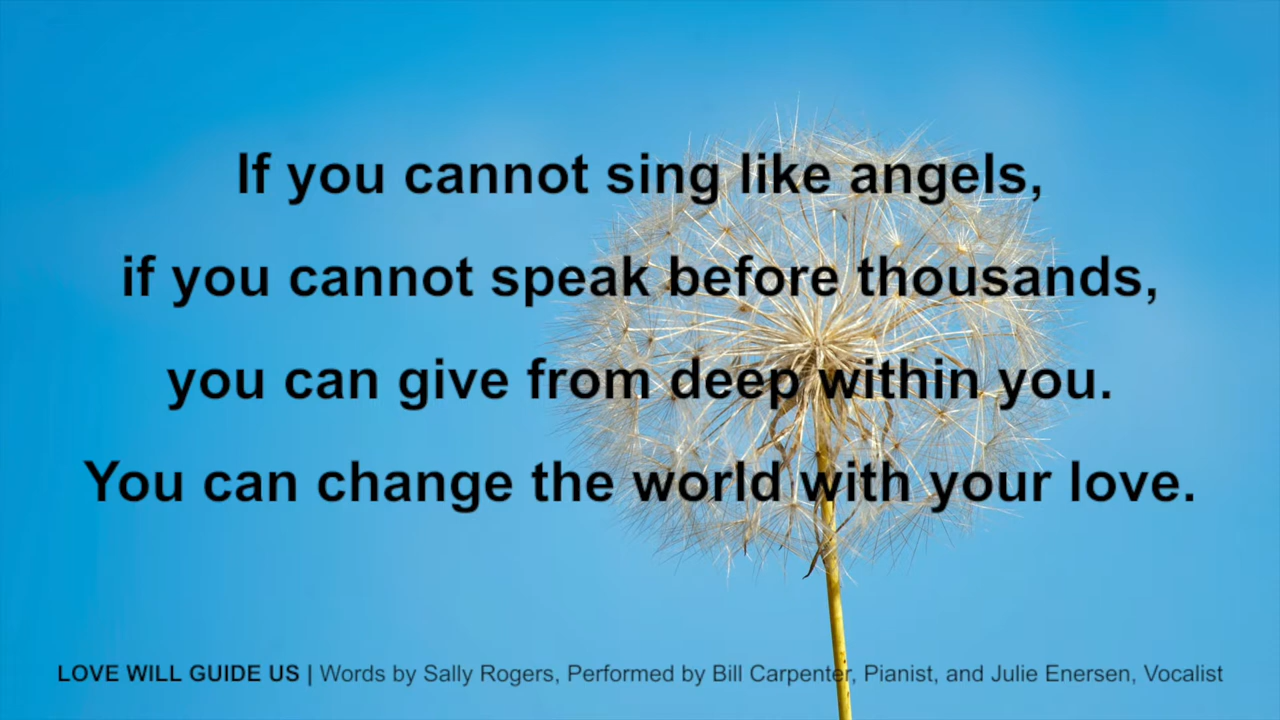 If you cannot sing like angels,
if you cannot speak before thousands,
you can give from deep within you.
You can change the world with your love.
LOVE WILL GUIDE US | Words by Sally Rogers, Performed by Bill Carpenter, Pianist, and Julie Enersen, Vocalist